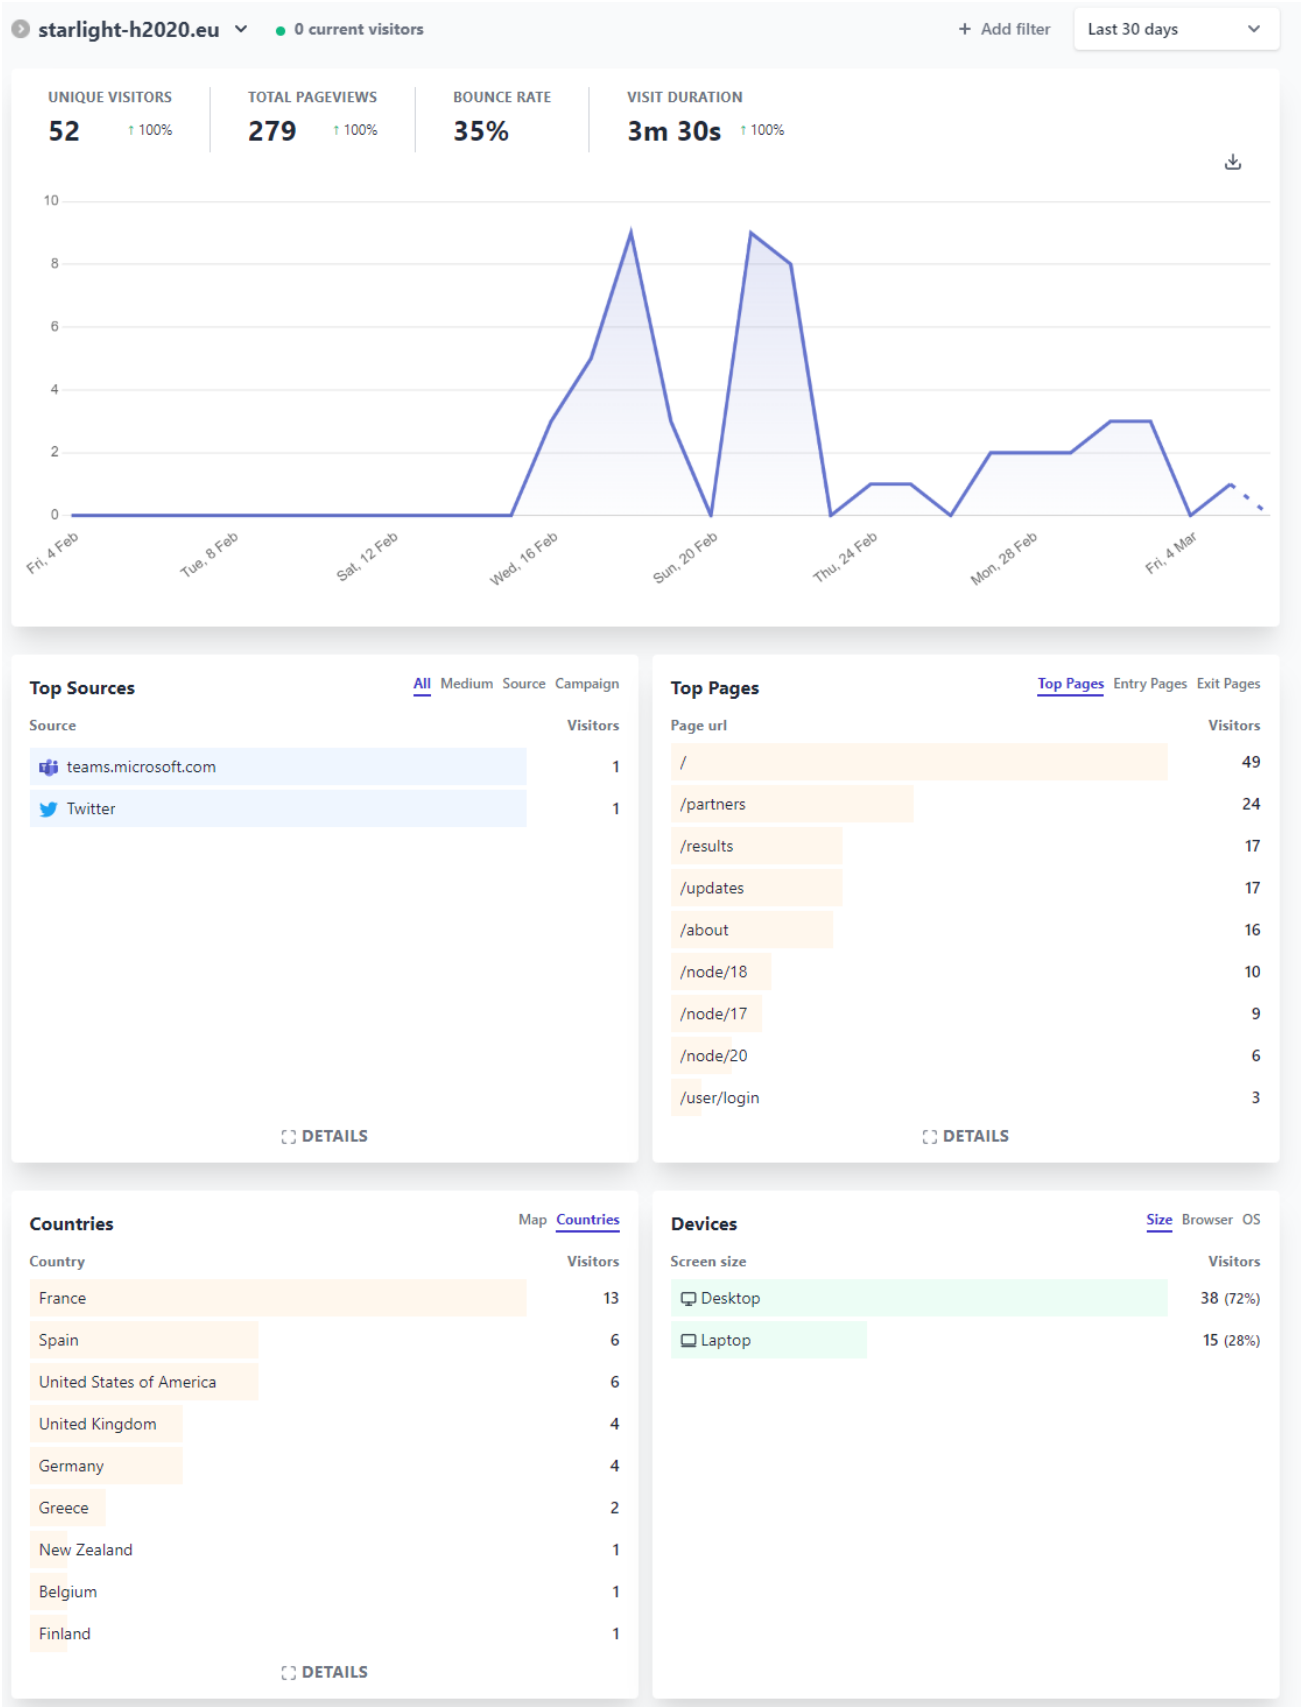 starlight-h2020.eu 0 current visitors + Add filter Last 30 days
UNIQUE VISITORS TOTAL PAGEVIEWS BOUNCE RATE VISIT DURATION
52 ↑ 100% 279 ↑ 100% 35% 3m 30s ↑ 100%
10
8
6
4
2
0
Fri, 4 Feb Tue, 8 Feb Sat, 12 Feb Wed, 16 Feb Sun, 20 Feb Thu, 24 Feb Mon, 28 Feb Fri, 4 Mar
Top Sources All Medium Source Campaign
Source Visitors
teams.microsoft.com 1
Twitter 1
DETAILS
Top Pages Top Pages Entry Pages Exit Pages
Page url Visitors
/ 49
/partners 24
/results 17
/updates 17
/about 16
/node/18 10
/node/17 9
/node/20 6
/user/login 3
DETAILS
Countries Map Countries
Country Visitors
France 13
Spain 6
United States of America 6
United Kingdom 4
Germany 4
Greece 2
New Zealand 1
Belgium 1
Finland 1
DETAILS
Devices Size Browser OS
Screen size Visitors
Desktop 38 (72%)
Laptop 15 (28%)